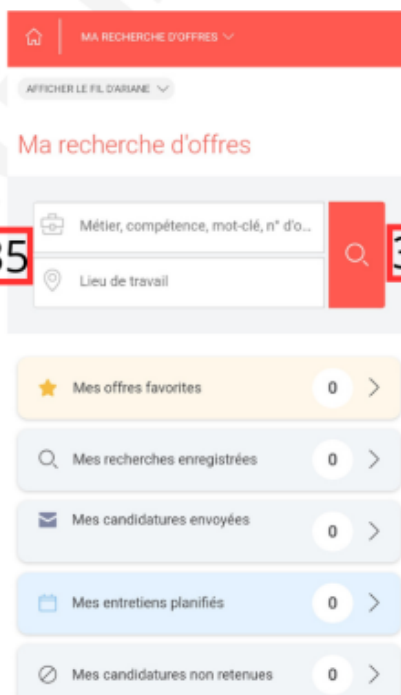 MA RECHERCHE D'OFFRES
AFFICHER LE FIL D'ARIANE
Ma recherche d'offres
Métier, compétence, mot-clé, n° d'o...
Lieu de travail
Mes offres favorites 0
Mes recherches enregistrées 0
Mes candidatures envoyées 0
Mes entretiens planifiés 0
Mes candidatures non retenues 0